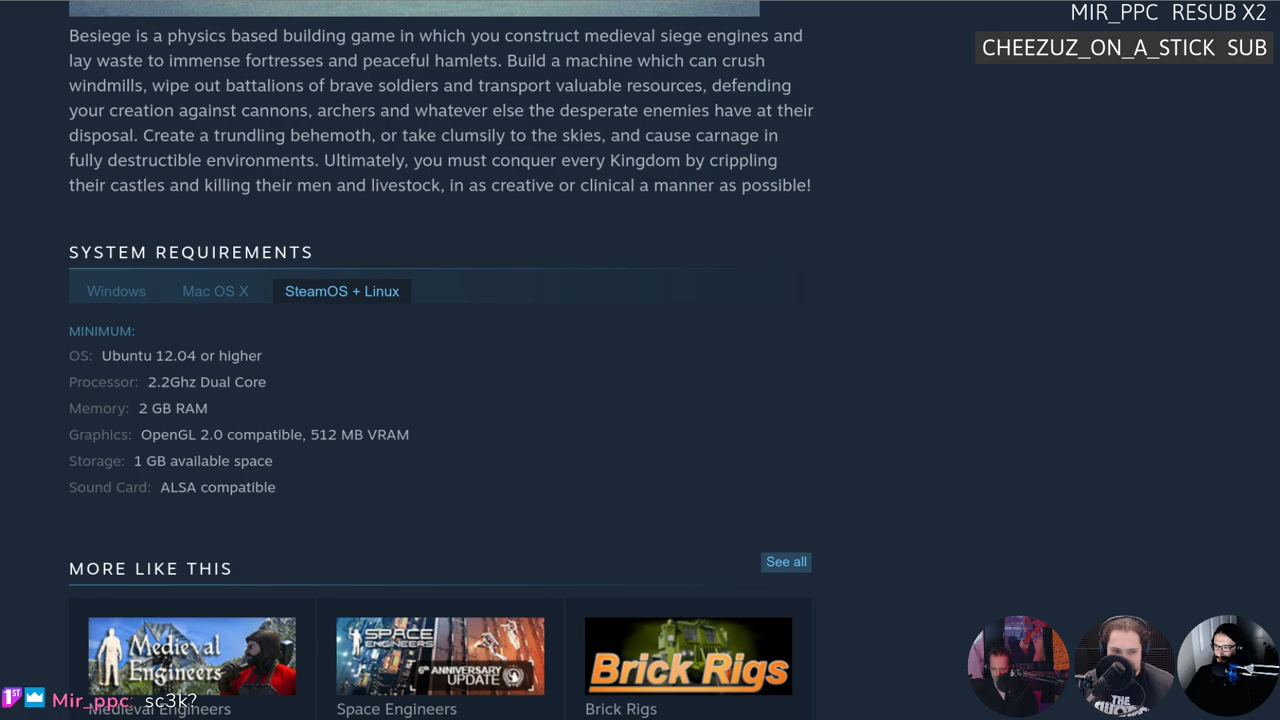 MIR_PPC RESUB X2
CHEEZUZ_ON_A_STICK SUB
Besiege is a physics based building game in which you construct medieval siege engines and
lay waste to immense fortresses and peaceful hamlets. Build a machine which can crush
windmills, wipe out battalions of brave soldiers and transport valuable resources, defending
your creation against cannons, archers and whatever else the desperate enemies have at their
disposal. Create a trundling behemoth, or take clumsily to the skies, and cause carnage in
fully destructible environments. Ultimately, you must conquer every Kingdom by crippling
their castles and killing their men and livestock, in as creative or clinical a manner as possible!
SYSTEM REQUIREMENTS
Windows Mac OS X SteamOS + Linux
MINIMUM:
OS: Ubuntu 12.04 or higher
Processor: 2.2Ghz Dual Core
Memory: 2 GB RAM
Graphics: OpenGL 2.0 compatible, 512 MB VRAM
Storage: 1 GB available space
Sound Card: ALSA compatible
MORE LIKE THIS
See all
Medieval
Engineers
SPACE
ENGINEERS
6TH ANNIVERSARY
UPDATE
BRICK RIGS
1ST Mir_ppc: sc3k?
Medieval Engineers
Space Engineers
Brick Rigs
THE